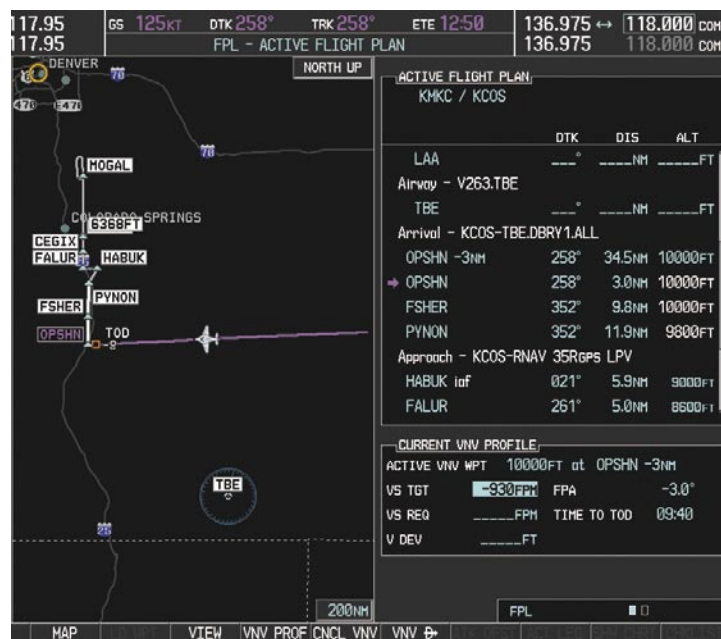 117.95 GS 125KT DTK 258° TRK 258° ETE 12:50 136.975 ↔ 118.000 COM
117.95 FPL - ACTIVE FLIGHT PLAN 136.975 118.000 COM
DENVER
70
NORTH UP
470
E470
70
MOGAL
COLORADO SPRINGS
6368FT
CEGIX
FALUR
HABUK
PYNON
FSHER
OPSHN
TOD
TBE
25
200NM
ACTIVE FLIGHT PLAN
KMKC / KCOS
DTK DIS ALT
LAA ___° ____NM _____FT
Airway - V263.TBE
TBE ___° ____NM _____FT
Arrival - KCOS-TBE.DBRY1.ALL
OPSHN -3NM 258° 34.5NM 10000FT
OPSHN 258° 3.0NM 10000FT
FSHER 352° 9.8NM 10000FT
PYNON 352° 11.9NM 9800FT
Approach - KCOS-RNAV 35RGPS LPV
HABUK iaf 021° 5.9NM 9000FT
FALUR 261° 5.0NM 8600FT
CURRENT VNV PROFILE
ACTIVE VNV WPT 10000FT at OPSHN -3NM
VS TGT -930FPM FPA -3.0°
VS REQ _____FPM TIME TO TOD 09:40
V DEV _____FT
FPL
MAP VIEW VNV PROF CNCL VNV VNV D